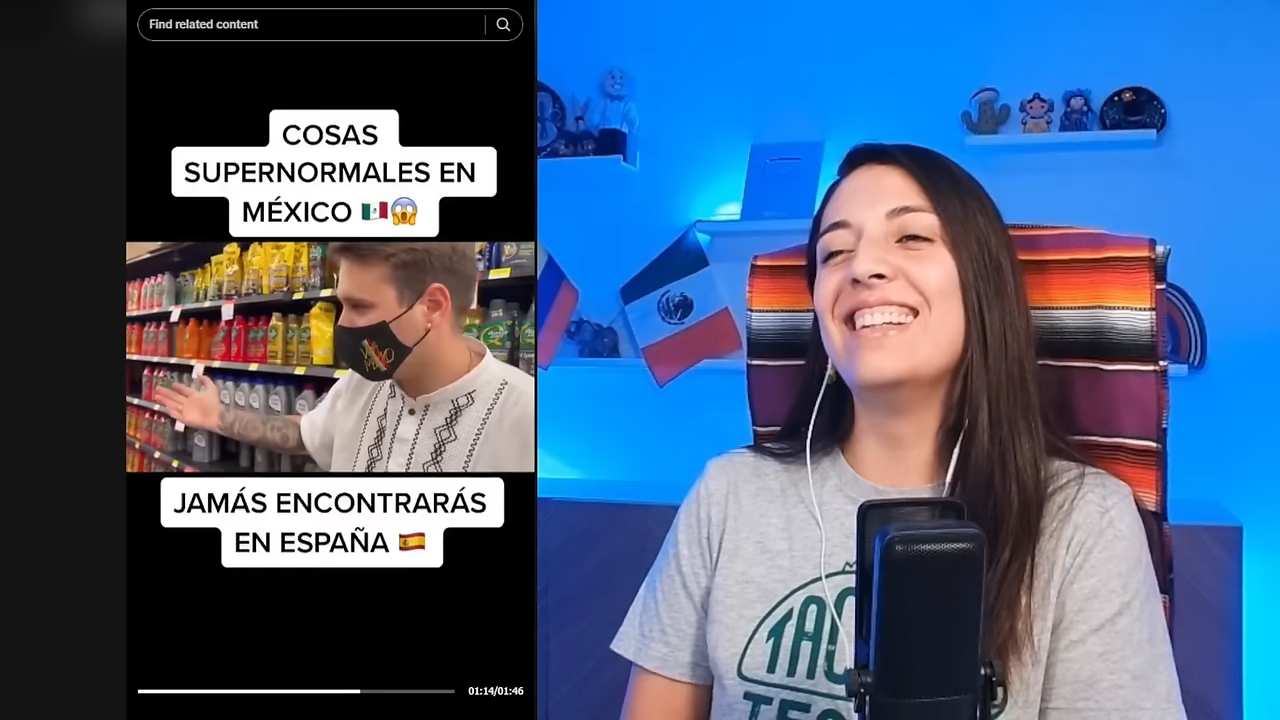 Find related content
COSAS
SUPERNORMALES EN
MÉXICO 🇲🇽😱
JAMÁS ENCONTRARÁS
EN ESPAÑA 🇪🇸
01:14/01:46